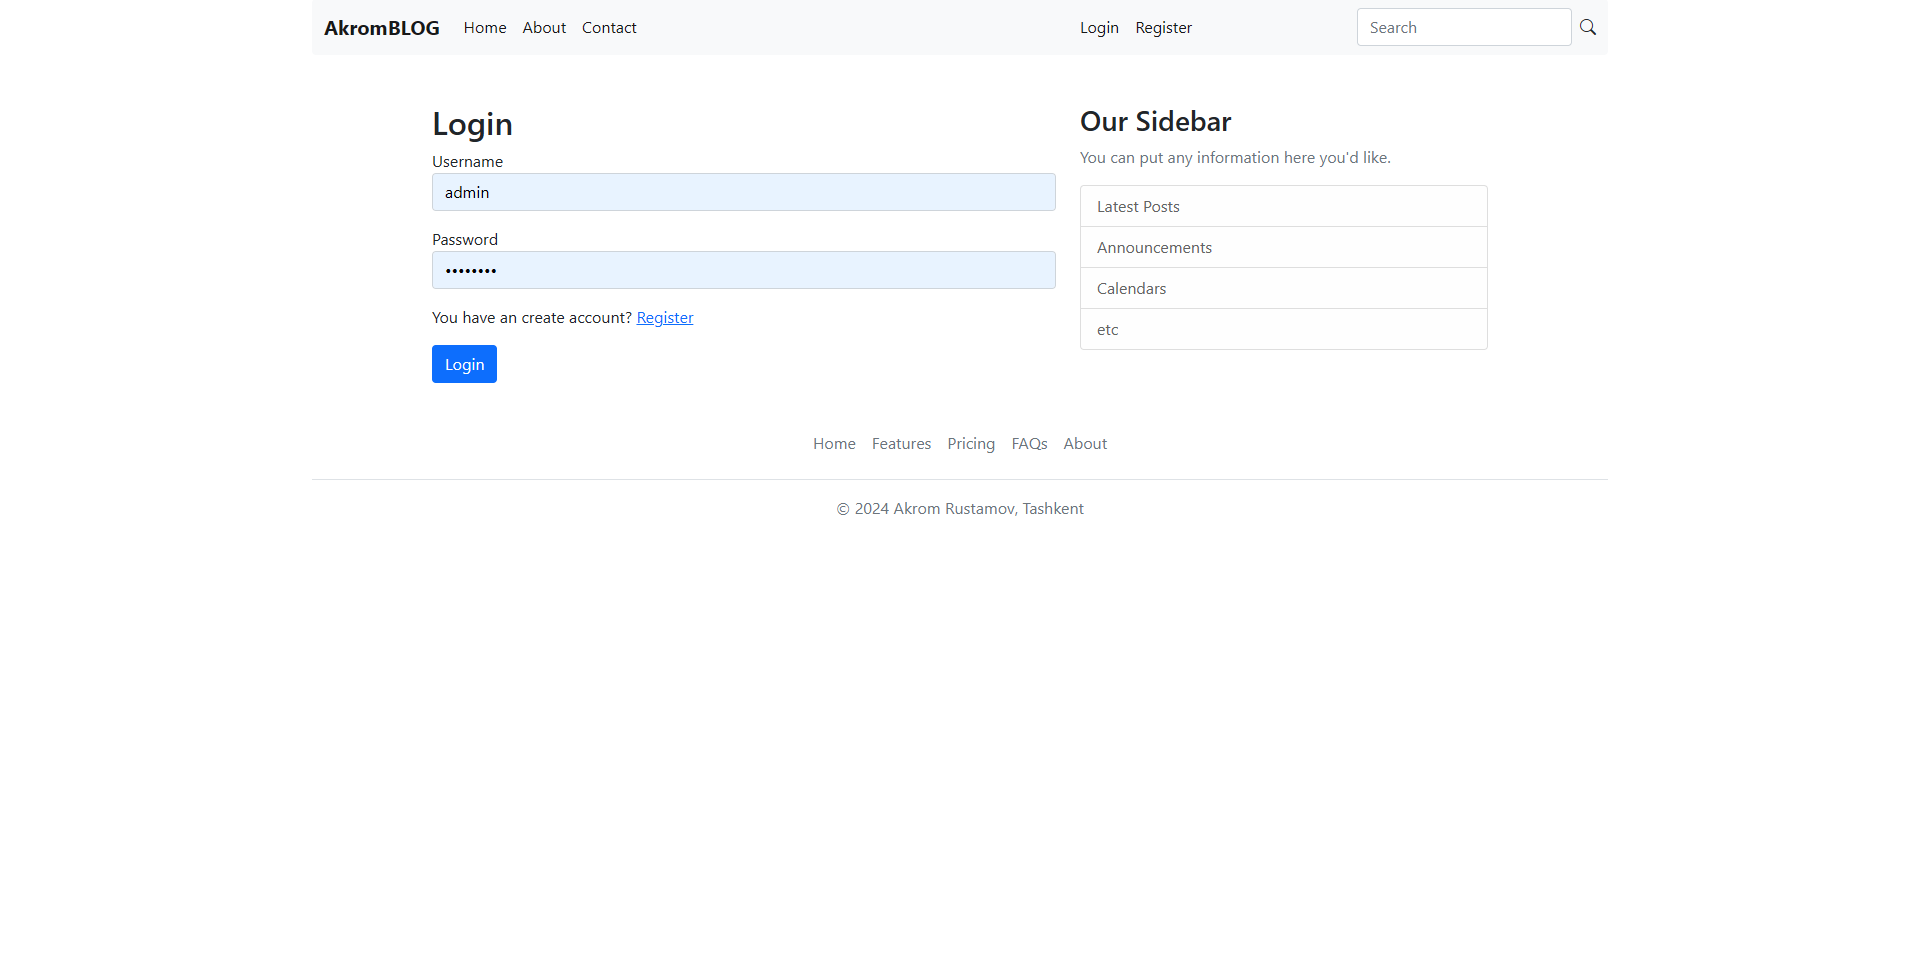 AkromBLOG Home About Contact Login Register Search
Login
Username
admin
Password
••••••••
You have an create account? Register
Login
Our Sidebar
You can put any information here you'd like.
Latest Posts
Announcements
Calendars
etc
Home Features Pricing FAQs About
© 2024 Akrom Rustamov, Tashkent